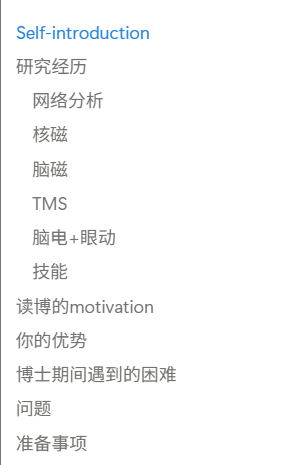 Self-introduction
研究经历
网络分析
核磁
脑磁
TMS
脑电+眼动
技能
读博的motivation
你的优势
博士期间遇到的困难
问题
准备事项